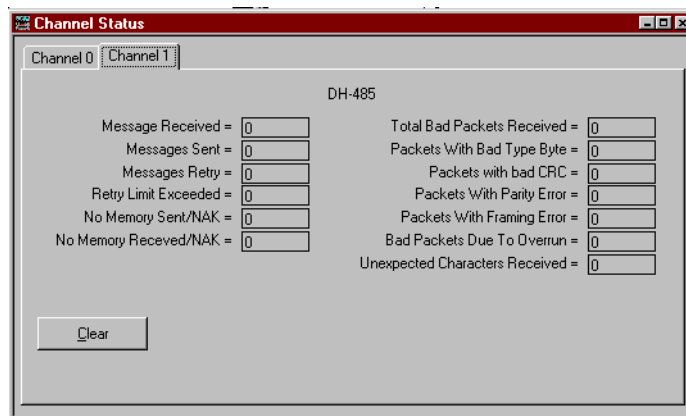 Channel Status
Channel 0 Channel 1
DH-485
Message Received = 0
Messages Sent = 0
Messages Retry = 0
Retry Limit Exceeded = 0
No Memory Sent/NAK = 0
No Memory Receved/NAK = 0
Total Bad Packets Received = 0
Packets With Bad Type Byte = 0
Packets with bad CRC = 0
Packets With Parity Error = 0
Packets With Framing Error = 0
Bad Packets Due To Overrun = 0
Unexpected Characters Received = 0
Clear